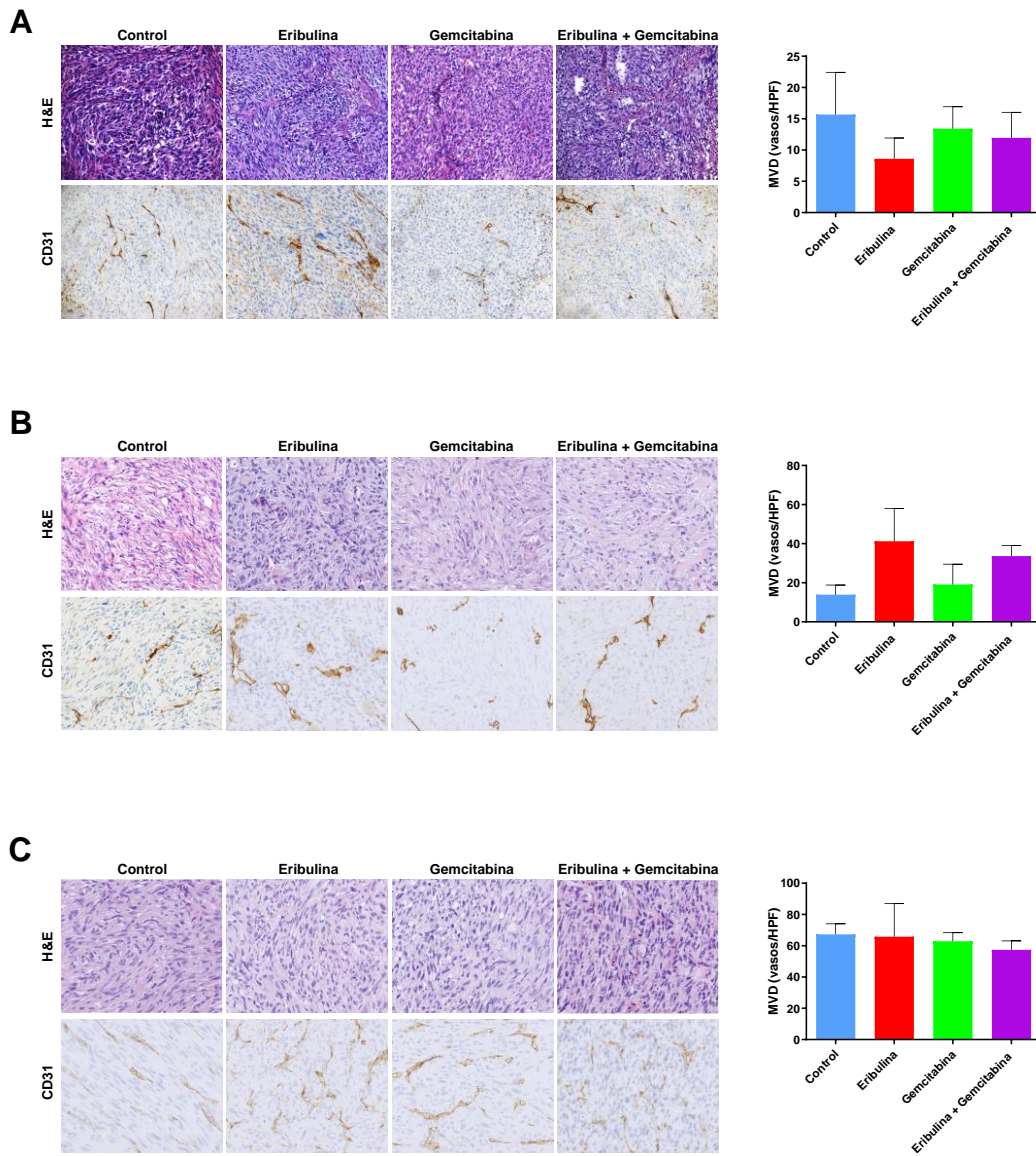 A
Control Eribulina Gemcitabina Eribulina + Gemcitabina
H&E
CD31
MVD (vasos/HPF)
25
20
15
10
5
0
Control
Eribulina
Gemcitabina
Eribulina + Gemcitabina
B
Control Eribulina Gemcitabina Eribulina + Gemcitabina
H&E
CD31
MVD (vasos/HPF)
80
60
40
20
0
Control
Eribulina
Gemcitabina
Eribulina + Gemcitabina
C
Control Eribulina Gemcitabina Eribulina + Gemcitabina
H&E
CD31
MVD (vasos/HPF)
100
80
60
40
20
0
Control
Eribulina
Gemcitabina
Eribulina + Gemcitabina